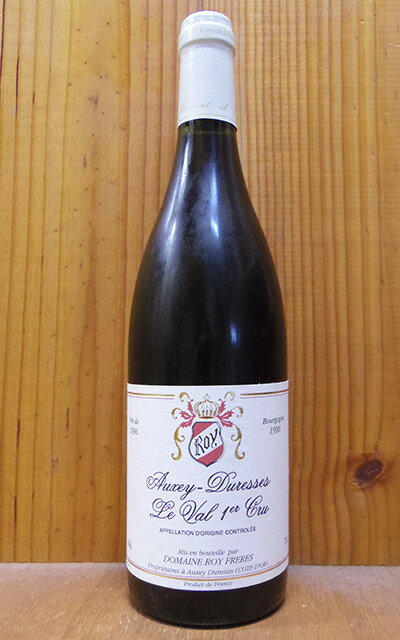 Vin de Bourgogne
1996 1996
ROY
Auxey-Duresses
Le Val 1er Cru
APPELLATION D'ORIGINE CONTROLÉE
Mis en bouteille par
DOMAINE ROY FRERES
Propriétaires à Auxey Duresses (COTE-D'OR)
Produit de France